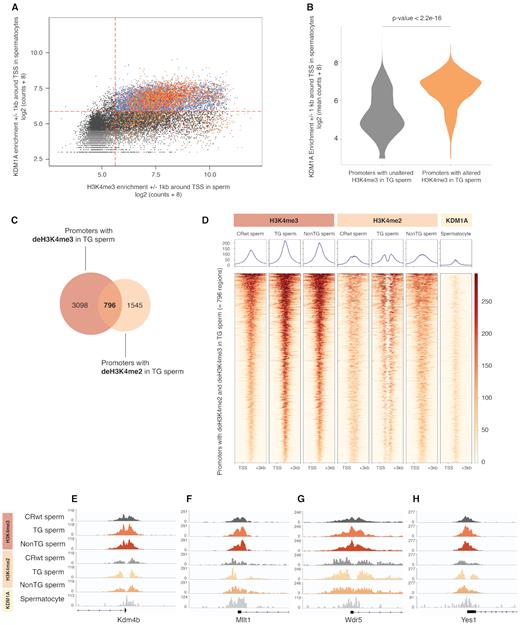 A
KDM1A enrichment +/- 1kb around TSS in spermatocytes
log2 (counts + 8)
10.0
7.5
5.0
2.5
5.0
7.5
10.0
H3K4me3 enrichment +/- 1kb around TSS in sperm
log2 (counts + 8)
B
p-value < 2.2e-16
KDM1A Enrichment +/- 1kb around TSS
log2 (mean counts + 8)
8
6
4
Promoters with unaltered
H3K4me3 in TG sperm
Promoters with altered
H3K4me3 in TG sperm
C
Promoters with
deH3K4me3 in TG sperm
3098
796
1545
Promoters with
deH3K4me2 in TG sperm
D
H3K4me3
H3K4me2
KDM1A
CRwt sperm
TG sperm
NonTG sperm
CRwt sperm
TG sperm
NonTG sperm
Spermatocyte
200
150
100
50
0
Promoters with deH3K4me2 and deH3K4me3 in TG sperm (= 796 regions)
250
200
150
100
50
0
TSS +3kb
TSS +3kb
TSS +3kb
TSS +3kb
TSS +3kb
TSS +3kb
TSS +3kb
E
F
G
H
H3K4me3
H3K4me2
KDM1A
CRwt sperm
TG sperm
NonTG sperm
CRwt sperm
TG sperm
NonTG sperm
Spermatocyte
Kdm4b
Mllt1
Wdr5
Yes1